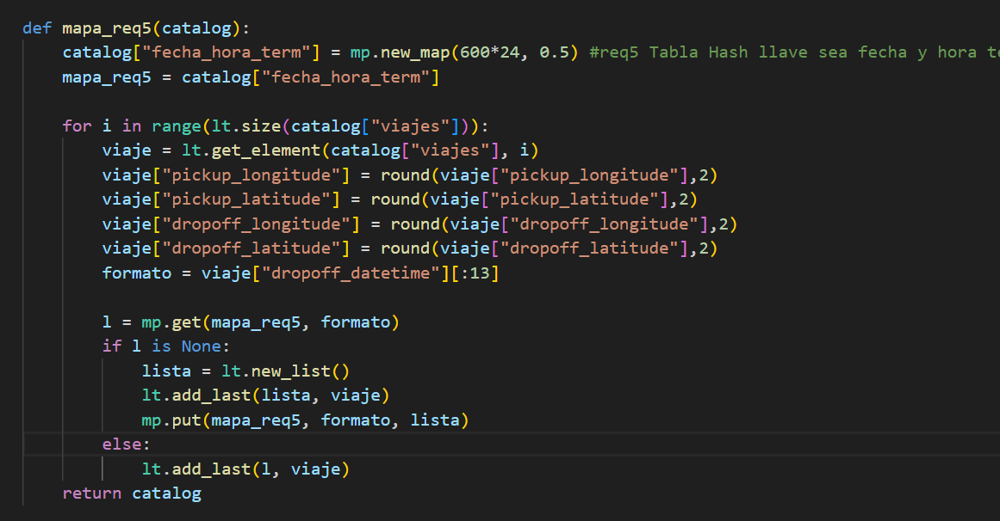 def mapa_req5(catalog):
    catalog["fecha_hora_term"] = mp.new_map(600*24, 0.5) #req5 Tabla Hash llave sea fecha y hora
    mapa_req5 = catalog["fecha_hora_term"]

    for i in range(lt.size(catalog["viajes"])):
        viaje = lt.get_element(catalog["viajes"], i)
        viaje["pickup_longitude"] = round(viaje["pickup_longitude"],2)
        viaje["pickup_latitude"] = round(viaje["pickup_latitude"],2)
        viaje["dropoff_longitude"] = round(viaje["dropoff_longitude"],2)
        viaje["dropoff_latitude"] = round(viaje["dropoff_latitude"],2)
        formato = viaje["dropoff_datetime"][:13]

        l = mp.get(mapa_req5, formato)
        if l is None:
            lista = lt.new_list()
            lt.add_last(lista, viaje)
            mp.put(mapa_req5, formato, lista)
        else:
            lt.add_last(l, viaje)
    return catalog